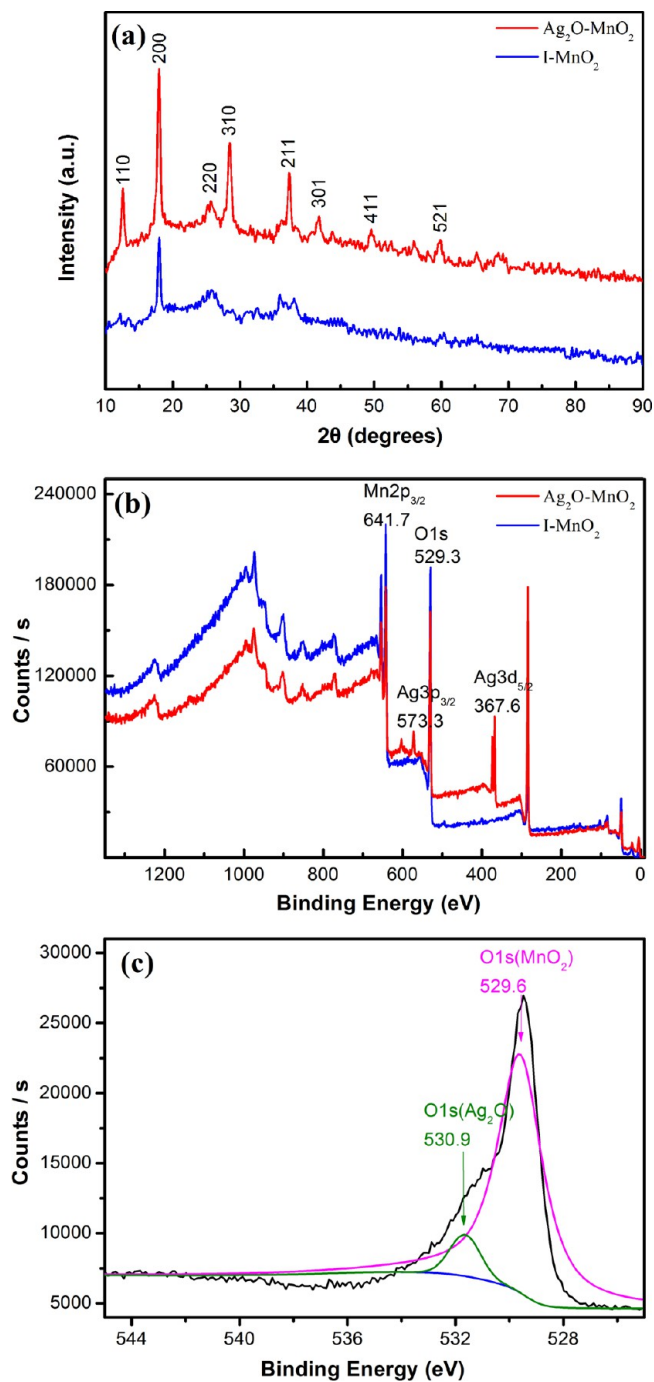 (a)
200
Ag₂O-MnO₂
I-MnO₂
110
220
310
211
301
411
521
Intensity (a.u.)
10 20 30 40 50 60 70 80 90
2θ (degrees)
(b)
240000
180000
120000
60000
Mn2p₃/₂
641.7
O1s
529.3
Ag₂O-MnO₂
I-MnO₂
Ag3p₃/₂
573.3
Ag3d₅/₂
367.6
Counts / s
1200 1000 800 600 400 200 0
Binding Energy (eV)
(c)
30000
25000
20000
15000
10000
5000
O1s(MnO₂)
529.6
O1s(Ag₂O)
530.9
Counts / s
544 540 536 532 528
Binding Energy (eV)